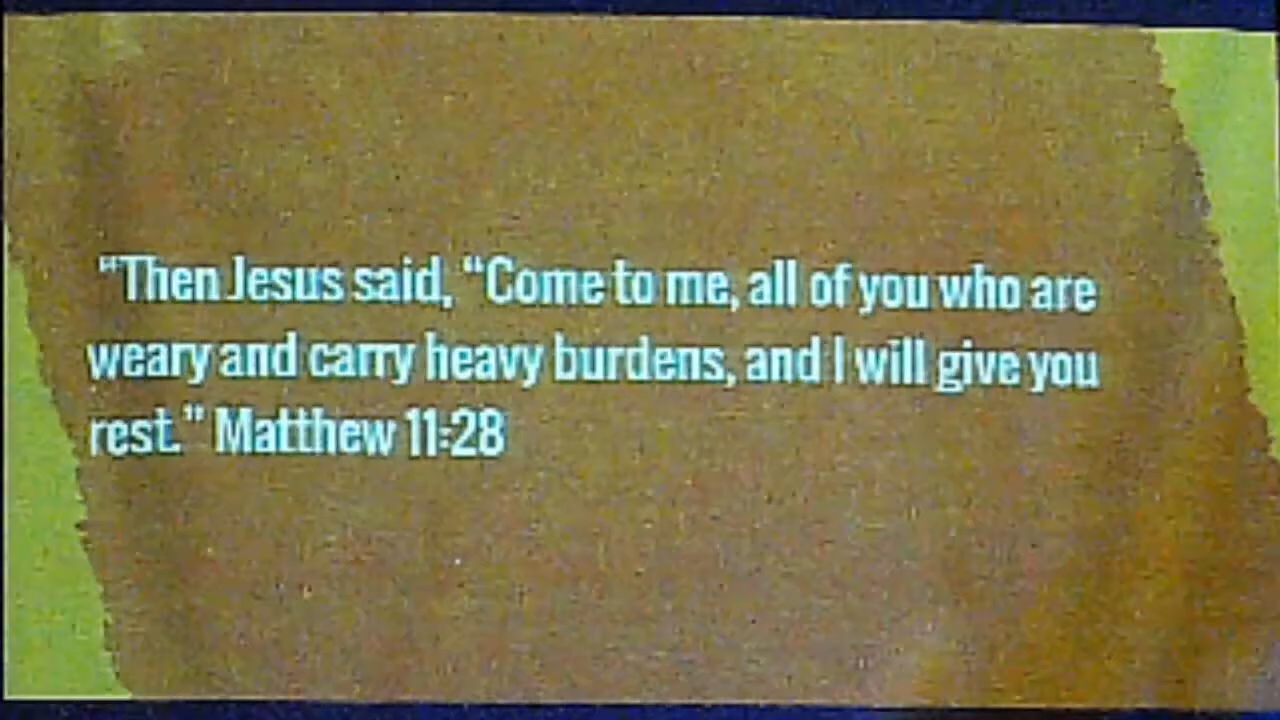 "Then Jesus said, “Come to me, all of you who are
weary and carry heavy burdens, and I will give you
rest.” Matthew 11:28